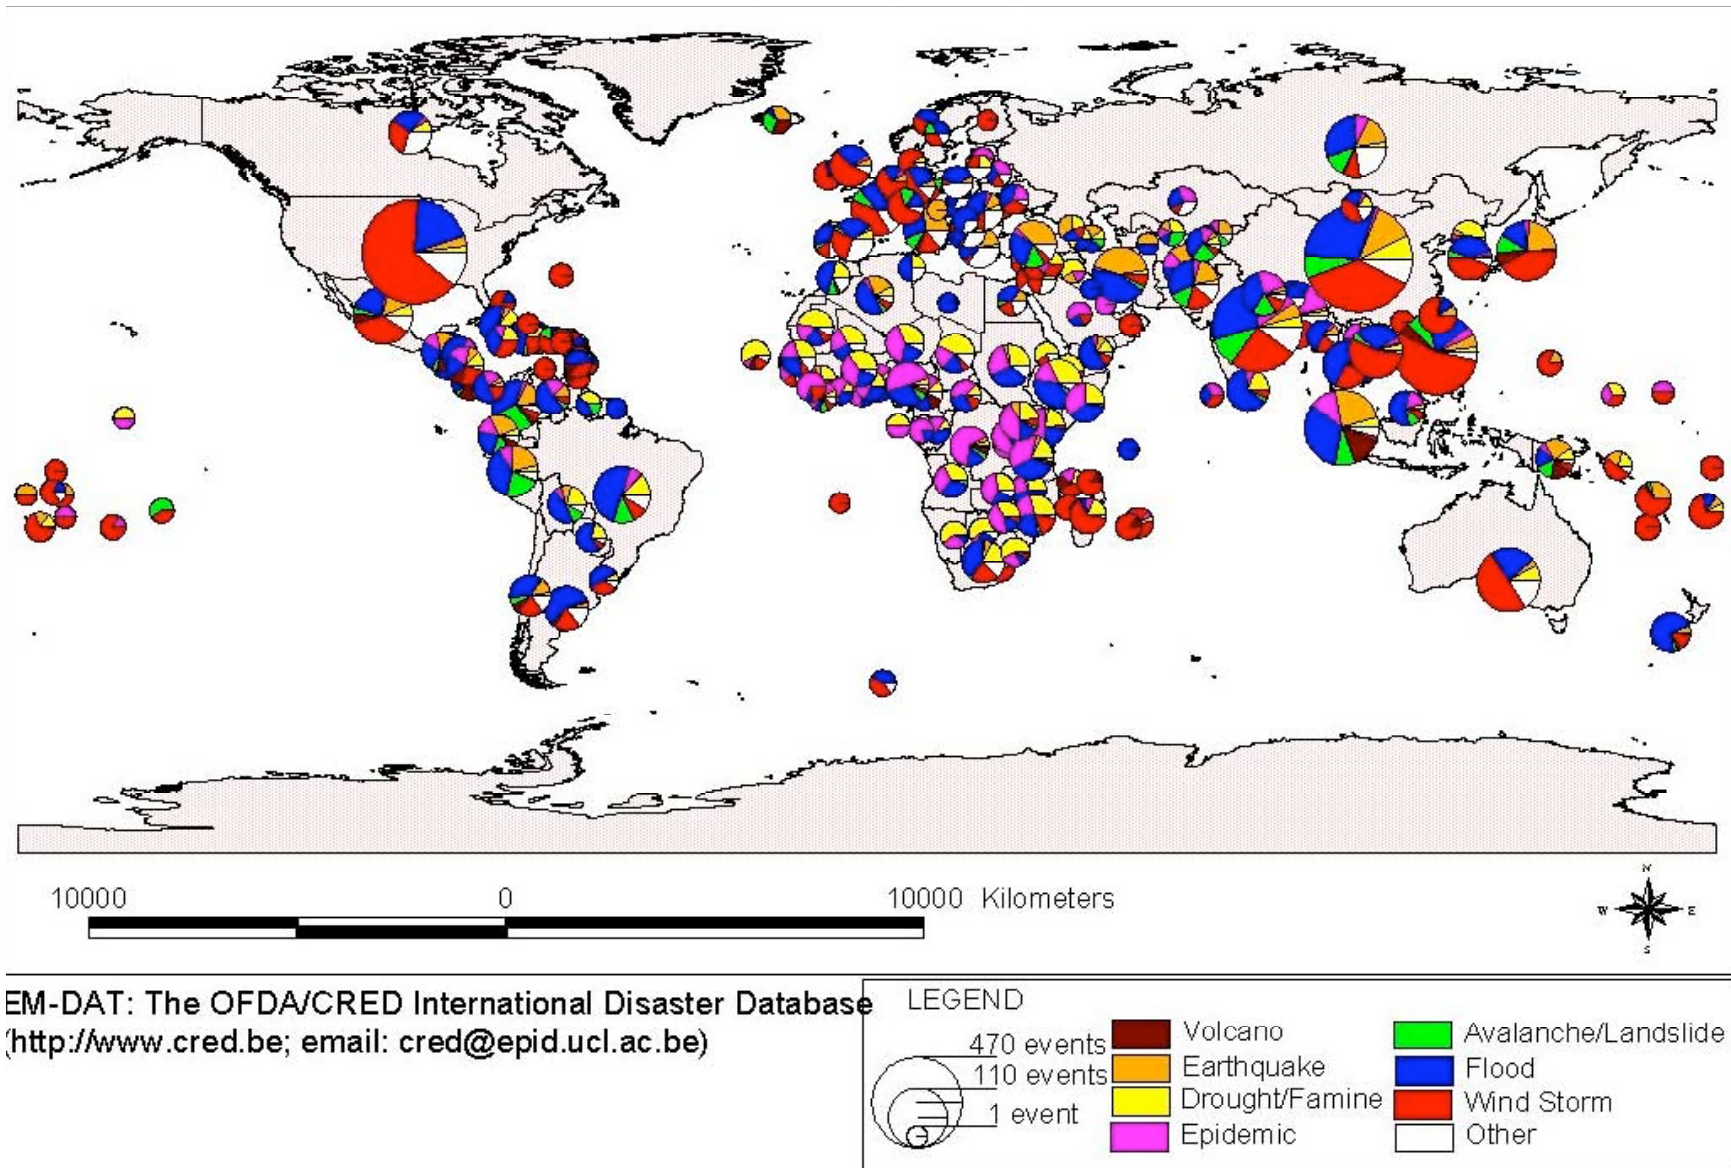 10000 0 10000 Kilometers
N
W E
S
EM-DAT: The OFDA/CRED International Disaster Database
(http://www.cred.be; email: cred@epid.ucl.ac.be)
LEGEND
470 events
110 events
1 event
Volcano
Earthquake
Drought/Famine
Epidemic
Avalanche/Landslide
Flood
Wind Storm
Other